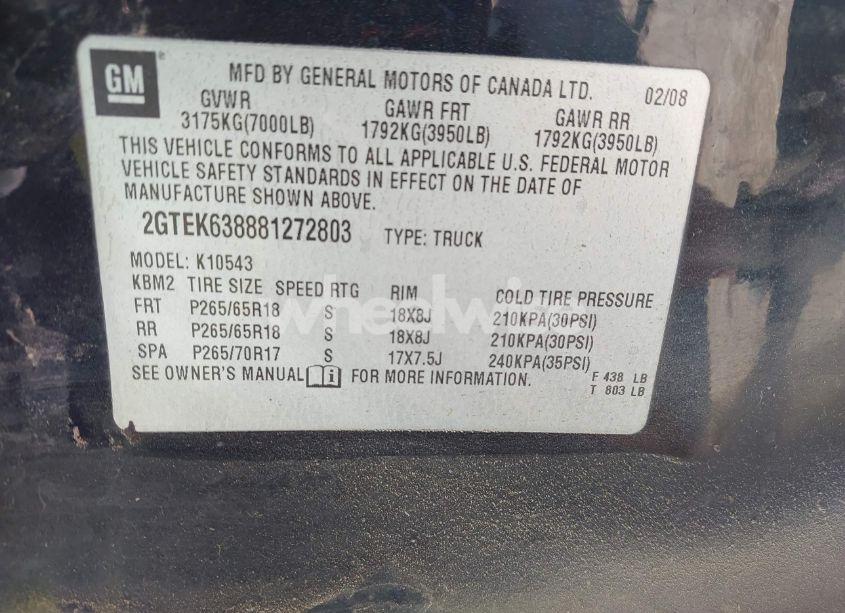 GM
MFD BY GENERAL MOTORS OF CANADA LTD. 02/08
GVWR GAWR FRT GAWR RR
3175KG(7000LB) 1792KG(3950LB) 1792KG(3950LB)
THIS VEHICLE CONFORMS TO ALL APPLICABLE U.S. FEDERAL MOTOR
VEHICLE SAFETY STANDARDS IN EFFECT ON THE DATE OF
MANUFACTURE SHOWN ABOVE.
2GTEK638881272803 TYPE: TRUCK
MODEL: K10543
KBM2 TIRE SIZE SPEED RTG RIM COLD TIRE PRESSURE
FRT P265/65R18 S 18X8J 210KPA(30PSI)
RR P265/65R18 S 18X8J 210KPA(30PSI)
SPA P265/70R17 S 17X7.5J 240KPA(35PSI)
SEE OWNER'S MANUAL FOR MORE INFORMATION.
F 438 LB
T 803 LB